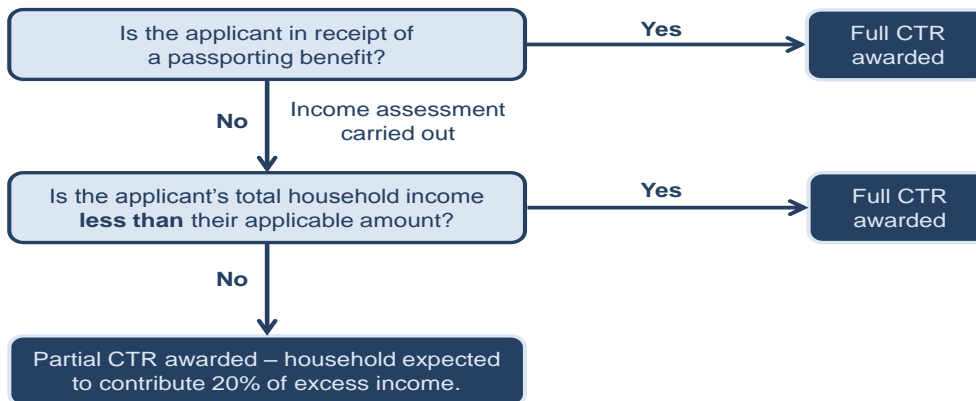 Is the applicant in receipt of
a passporting benefit?
Yes
Full CTR
awarded
No
Income assessment
carried out
Is the applicant’s total household income
less than their applicable amount?
Yes
Full CTR
awarded
No
Partial CTR awarded – household expected
to contribute 20% of excess income.